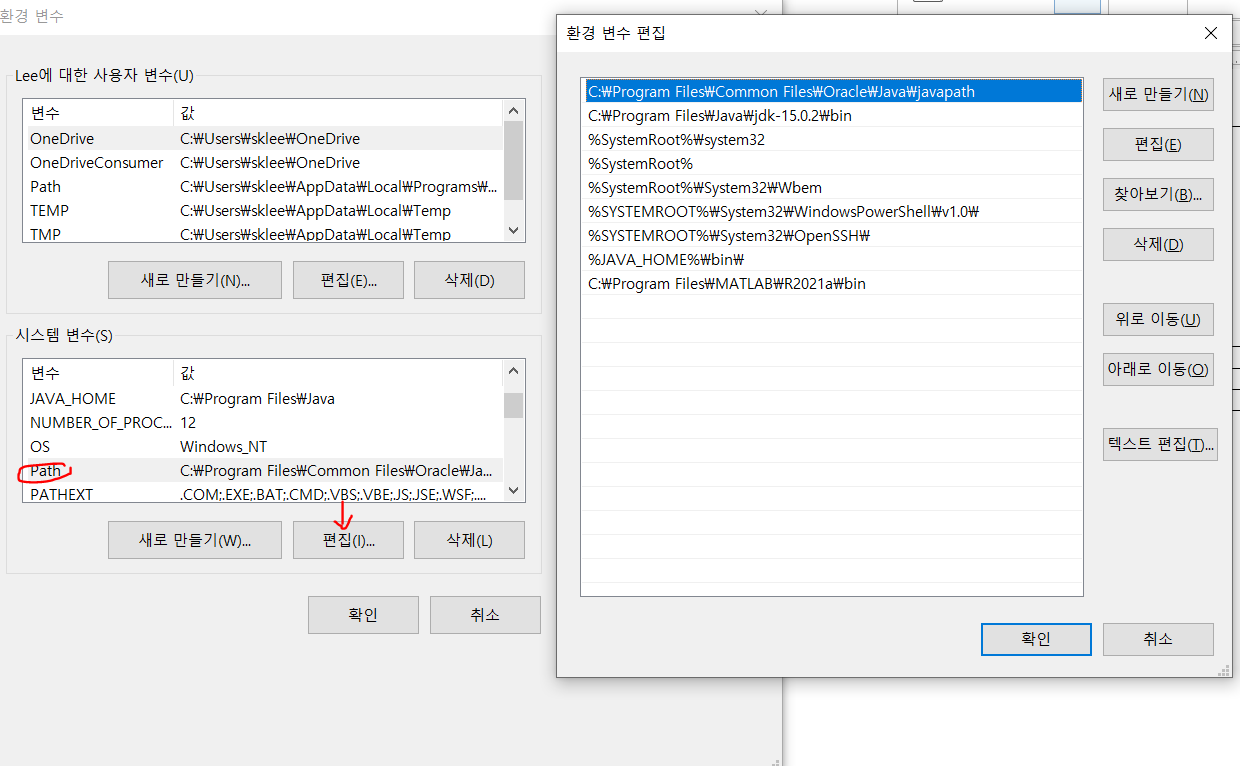 환경 변수
Lee에 대한 사용자 변수(U)
변수 값
OneDrive C:₩Users₩sklee₩OneDrive
OneDriveConsumer C:₩Users₩sklee₩OneDrive
Path C:₩Users₩sklee₩AppData₩Local₩Programs₩...
TEMP C:₩Users₩sklee₩AppData₩Local₩Temp
TMP C:₩Users₩sklee₩AppData₩Local₩Temp
새로 만들기(N)... 편집(E)... 삭제(D)
시스템 변수(S)
변수 값
JAVA_HOME C:₩Program Files₩Java
NUMBER_OF_PROC... 12
OS Windows_NT
Path C:₩Program Files₩Common Files₩Oracle₩Ja...
PATHEXT .COM;.EXE;.BAT;.CMD;.VBS;.VBE;.JS;.JSE;.WSF;....
새로 만들기(W)... 편집(I)... 삭제(L)
확인 취소
환경 변수 편집
C:₩Program Files₩Common Files₩Oracle₩Java₩javapath
C:₩Program Files₩Java₩jdk-15.0.2₩bin
%SystemRoot%₩system32
%SystemRoot%
%SystemRoot%₩System32₩Wbem
%SYSTEMROOT%₩System32₩WindowsPowerShell₩v1.0₩
%SYSTEMROOT%₩System32₩OpenSSH₩
%JAVA_HOME%₩bin₩
C:₩Program Files₩MATLAB₩R2021a₩bin
새로 만들기(N)
편집(E)
찾아보기(B)...
삭제(D)
위로 이동(U)
아래로 이동(O)
텍스트 편집(T)...
확인 취소